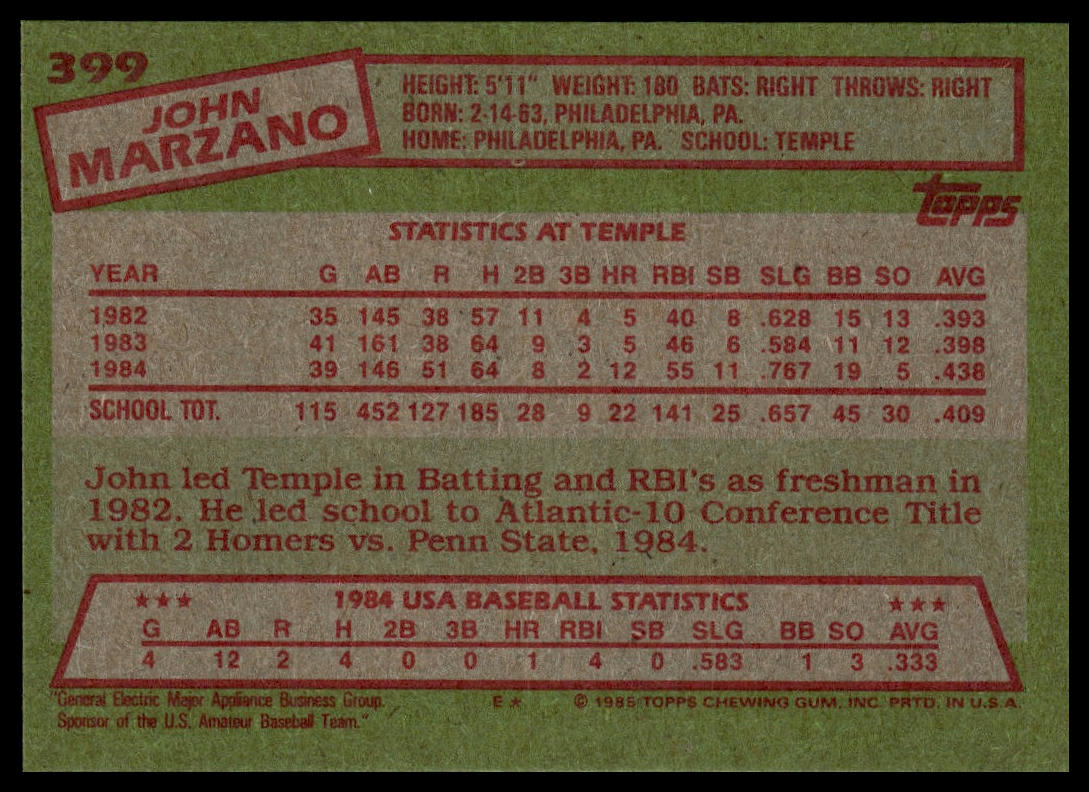 399
JOHN
MARZANO
HEIGHT: 5'11" WEIGHT: 180 BATS: RIGHT THROWS: RIGHT
BORN: 2-14-63, PHILADELPHIA, PA.
HOME: PHILADELPHIA, PA. SCHOOL: TEMPLE
topps
STATISTICS AT TEMPLE
YEAR G AB R H 2B 3B HR RBI SB SLG BB SO AVG
1982 35 145 38 57 11 4 5 40 8 .628 15 13 .393
1983 41 161 38 64 9 3 5 46 6 .584 11 12 .398
1984 39 146 51 64 8 2 12 55 11 .767 19 5 .438
SCHOOL TOT. 115 452 127 185 28 9 22 141 25 .657 45 30 .409
John led Temple in Batting and RBI's as freshman in
1982. He led school to Atlantic-10 Conference Title
with 2 Homers vs. Penn State, 1984.
★★★ 1984 USA BASEBALL STATISTICS ★★★
G AB R H 2B 3B HR RBI SB SLG BB SO AVG
4 12 2 4 0 0 1 4 0 .583 1 3 .333
"General Electric Major Appliance Business Group.
Sponsor of the U.S. Amateur Baseball Team."
E ★ © 1985 TOPPS CHEWING GUM, INC. PRTD. IN U.S.A.